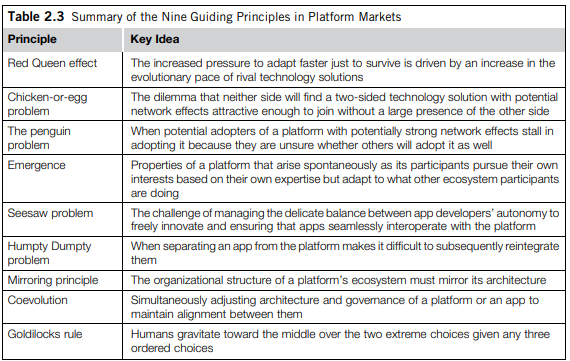 Table 2.3 Summary of the Nine Guiding Principles in Platform Markets
Principle Key Idea
Red Queen effect The increased pressure to adapt faster just to survive is driven by an increase in the
evolutionary pace of rival technology solutions
Chicken-or-egg The dilemma that neither side will find a two-sided technology solution with potential
problem network effects attractive enough to join without a large presence of the other side
The penguin When potential adopters of a platform with potentially strong network effects stall in
problem adopting it because they are unsure whether others will adopt it as well
Emergence Properties of a platform that arise spontaneously as its participants pursue their own
interests based on their own expertise but adapt to what other ecosystem participants
are doing
Seesaw problem The challenge of managing the delicate balance between app developers' autonomy to
freely innovate and ensuring that apps seamlessly interoperate with the platform
Humpty Dumpty When separating an app from the platform makes it difficult to subsequently reintegrate
problem them
Mirroring principle The organizational structure of a platform's ecosystem must mirror its architecture
Coevolution Simultaneously adjusting architecture and governance of a platform or an app to
maintain alignment between them
Goldilocks rule Humans gravitate toward the middle over the two extreme choices given any three
ordered choices